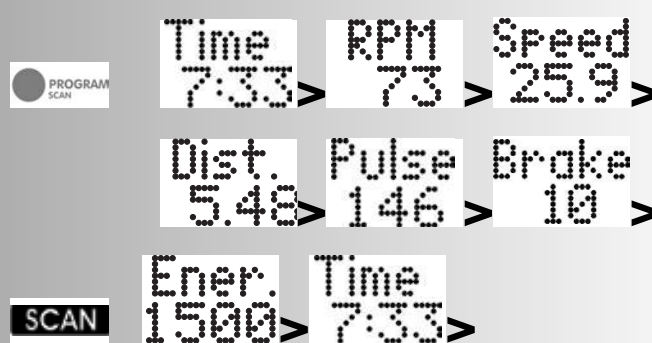 Time RPM Speed
PROGRAM
SCAN
7:33 > 73 > 25.9 >
Dist. Pulse Brake
5.48 > 146 > 10 >
Ener. Time
1500 > 7:33 >
SCAN